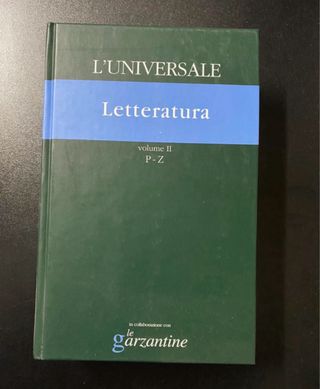 L'UNIVERSALE
Letteratura
volume II
P - Z
in collaborazione con
le
garzantine